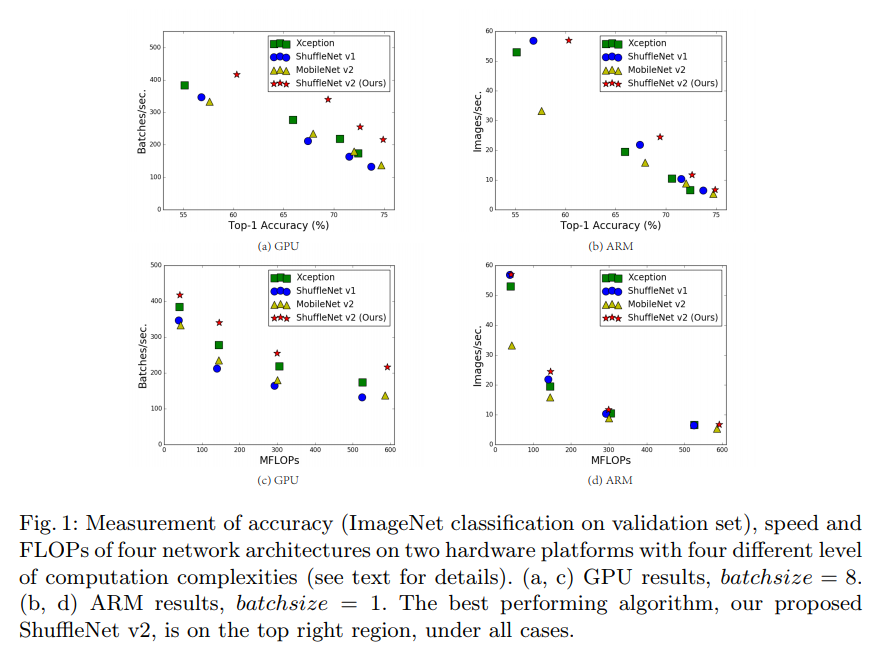 500
400
300
200
100
0
Batches/sec.
55 60 65 70 75
Top-1 Accuracy (%)
Xception
ShuffleNet v1
MobileNet v2
ShuffleNet v2 (Ours)
(a) GPU
60
50
40
30
20
10
0
Images/sec.
55 60 65 70 75
Top-1 Accuracy (%)
Xception
ShuffleNet v1
MobileNet v2
ShuffleNet v2 (Ours)
(b) ARM
500
400
300
200
100
0
Batches/sec.
0 100 200 300 400 500 600
MFLOPs
Xception
ShuffleNet v1
MobileNet v2
ShuffleNet v2 (Ours)
(c) GPU
60
50
40
30
20
10
0
Images/sec.
0 100 200 300 400 500 600
MFLOPs
Xception
ShuffleNet v1
MobileNet v2
ShuffleNet v2 (Ours)
(d) ARM
Fig. 1: Measurement of accuracy (ImageNet classification on validation set), speed and
FLOPs of four network architectures on two hardware platforms with four different level
of computation complexities (see text for details). (a, c) GPU results, batchsize = 8.
(b, d) ARM results, batchsize = 1. The best performing algorithm, our proposed
ShuffleNet v2, is on the top right region, under all cases.